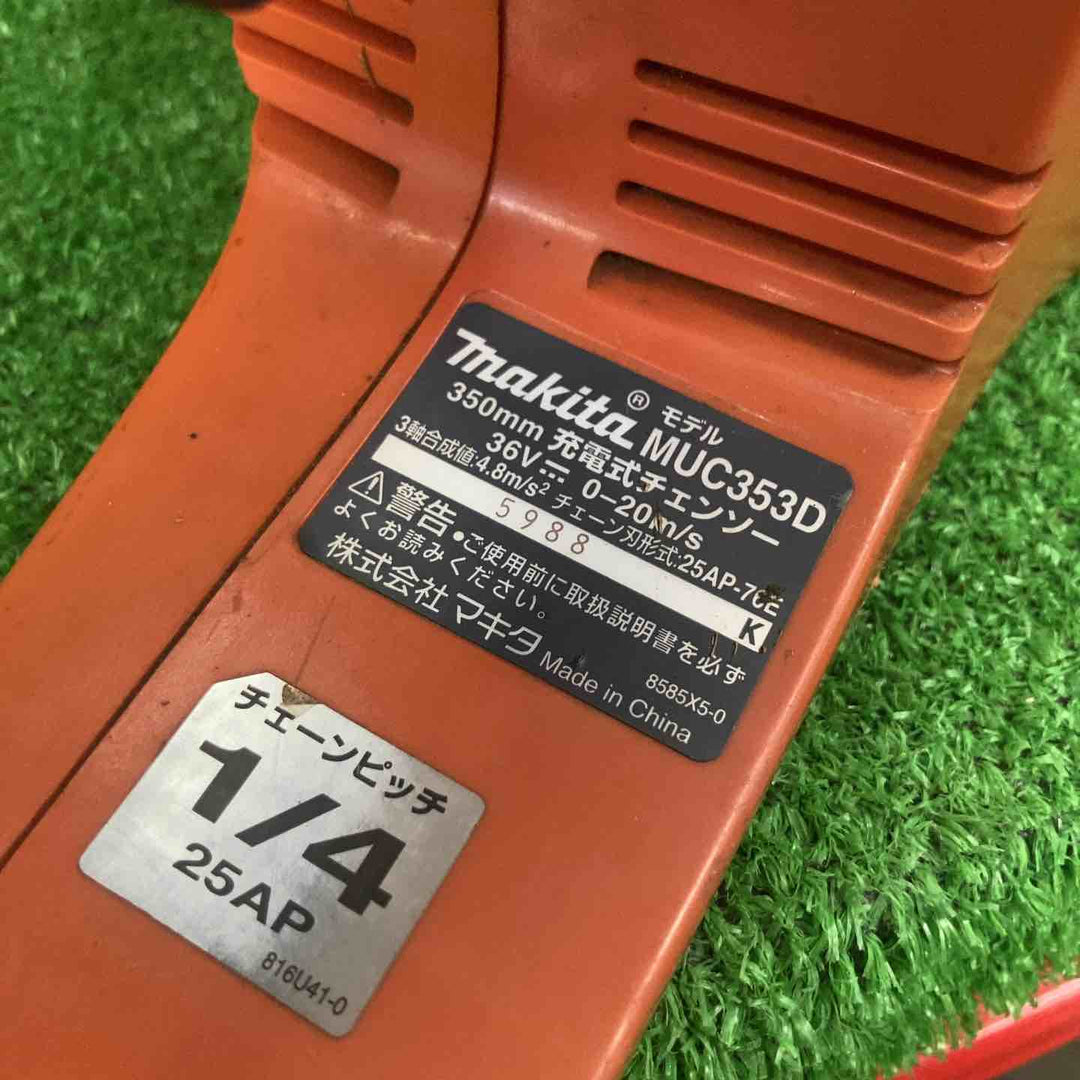 makita® モデル MUC353D
350mm 充電式チェンソー
36V⎓ 0-20m/s
3軸合成値:4.8m/s² チェーン刃形式:25AP-76E
5988 K
⚠警告 ●ご使用前に取扱説明書を必ず
よくお読みください。
株式会社 マキタ Made in China 8585X5-0
チェーンピッチ
1/4
25AP
816U41-0